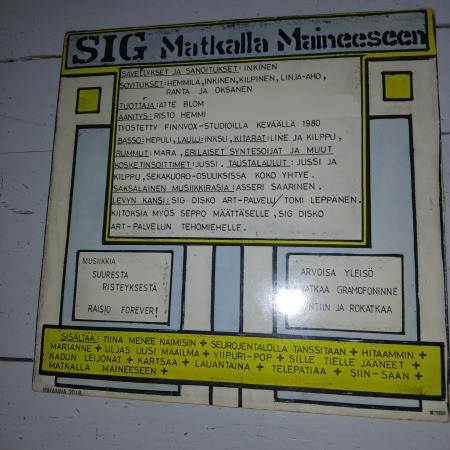 SIG Matkalla Maineeseen
SÄVELLYKSET JA SANOITUKSET: INKINEN
SOVITUKSET: HEMMILÄ, INKINEN, KILPINEN, LINJA-AHO,
RANTA JA OKSANEN
TUOTTAJA: ATTE BLOM
ÄÄNITYS: RISTO HEMMI
TYÖSTETTY FINNVOX-STUDIOILLA KEVÄÄLLÄ 1980
BASSO: HEPULI, LAULU: INKSU, KITARAT: LINE JA KILPPU,
RUMMUT: MARA, ERILAISET SYNTESOIJAT JA MUUT
KOSKETINSOITTIMET: JUSSI. TAUSTALAULUT: JUSSI JA
KILPPU, SEKAKUORO-OSUUKSISSA KOKO YHTYE.
SAKSALAINEN MUSIIKKIRASIA: ASSERI SAARINEN.
LEVYN KANSI: SIG DISKO ART-PALVELU/TOMI LEPPÄNEN.
KIITOKSIA MYÖS SEPPO MÄÄTTÄSELLE, SIG DISKO
ART-PALVELUN TEHOMIEHELLE.
MUSIIKKIA
SUURESTA
RISTEYKSESTÄ
RAISIO FOREVER!
ARVOISA YLEISÖ
GRAMOFONINNE
JA ROKATKAA
SISÄLTÄÄ: TIINA MENEE NAIMISIIN + SEUROJENTALOLLA TANSSITAAN + HITAAMMIN +
MARIANNE + ULJAS UUSI MAAILMA + VIIPURI-POP + SILLE TIELLE JÄÄNEET +
KADUN LEIJONAT + KARTSAA + LAUANTAINA + TELEPATIAA + SIIN-SAAN +
MATKALLA MAINEESEEN +